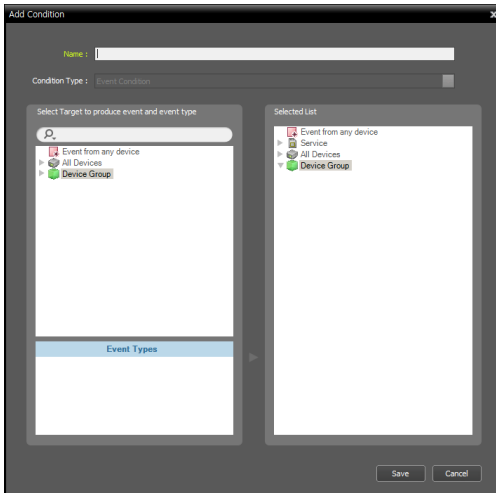 Add Condition
Name :
Condition Type : Event Condition
Select Target to produce event and event type
Event from any device
All Devices
Device Group
Event Types
Selected List
Event from any device
Service
All Devices
Device Group
Save Cancel